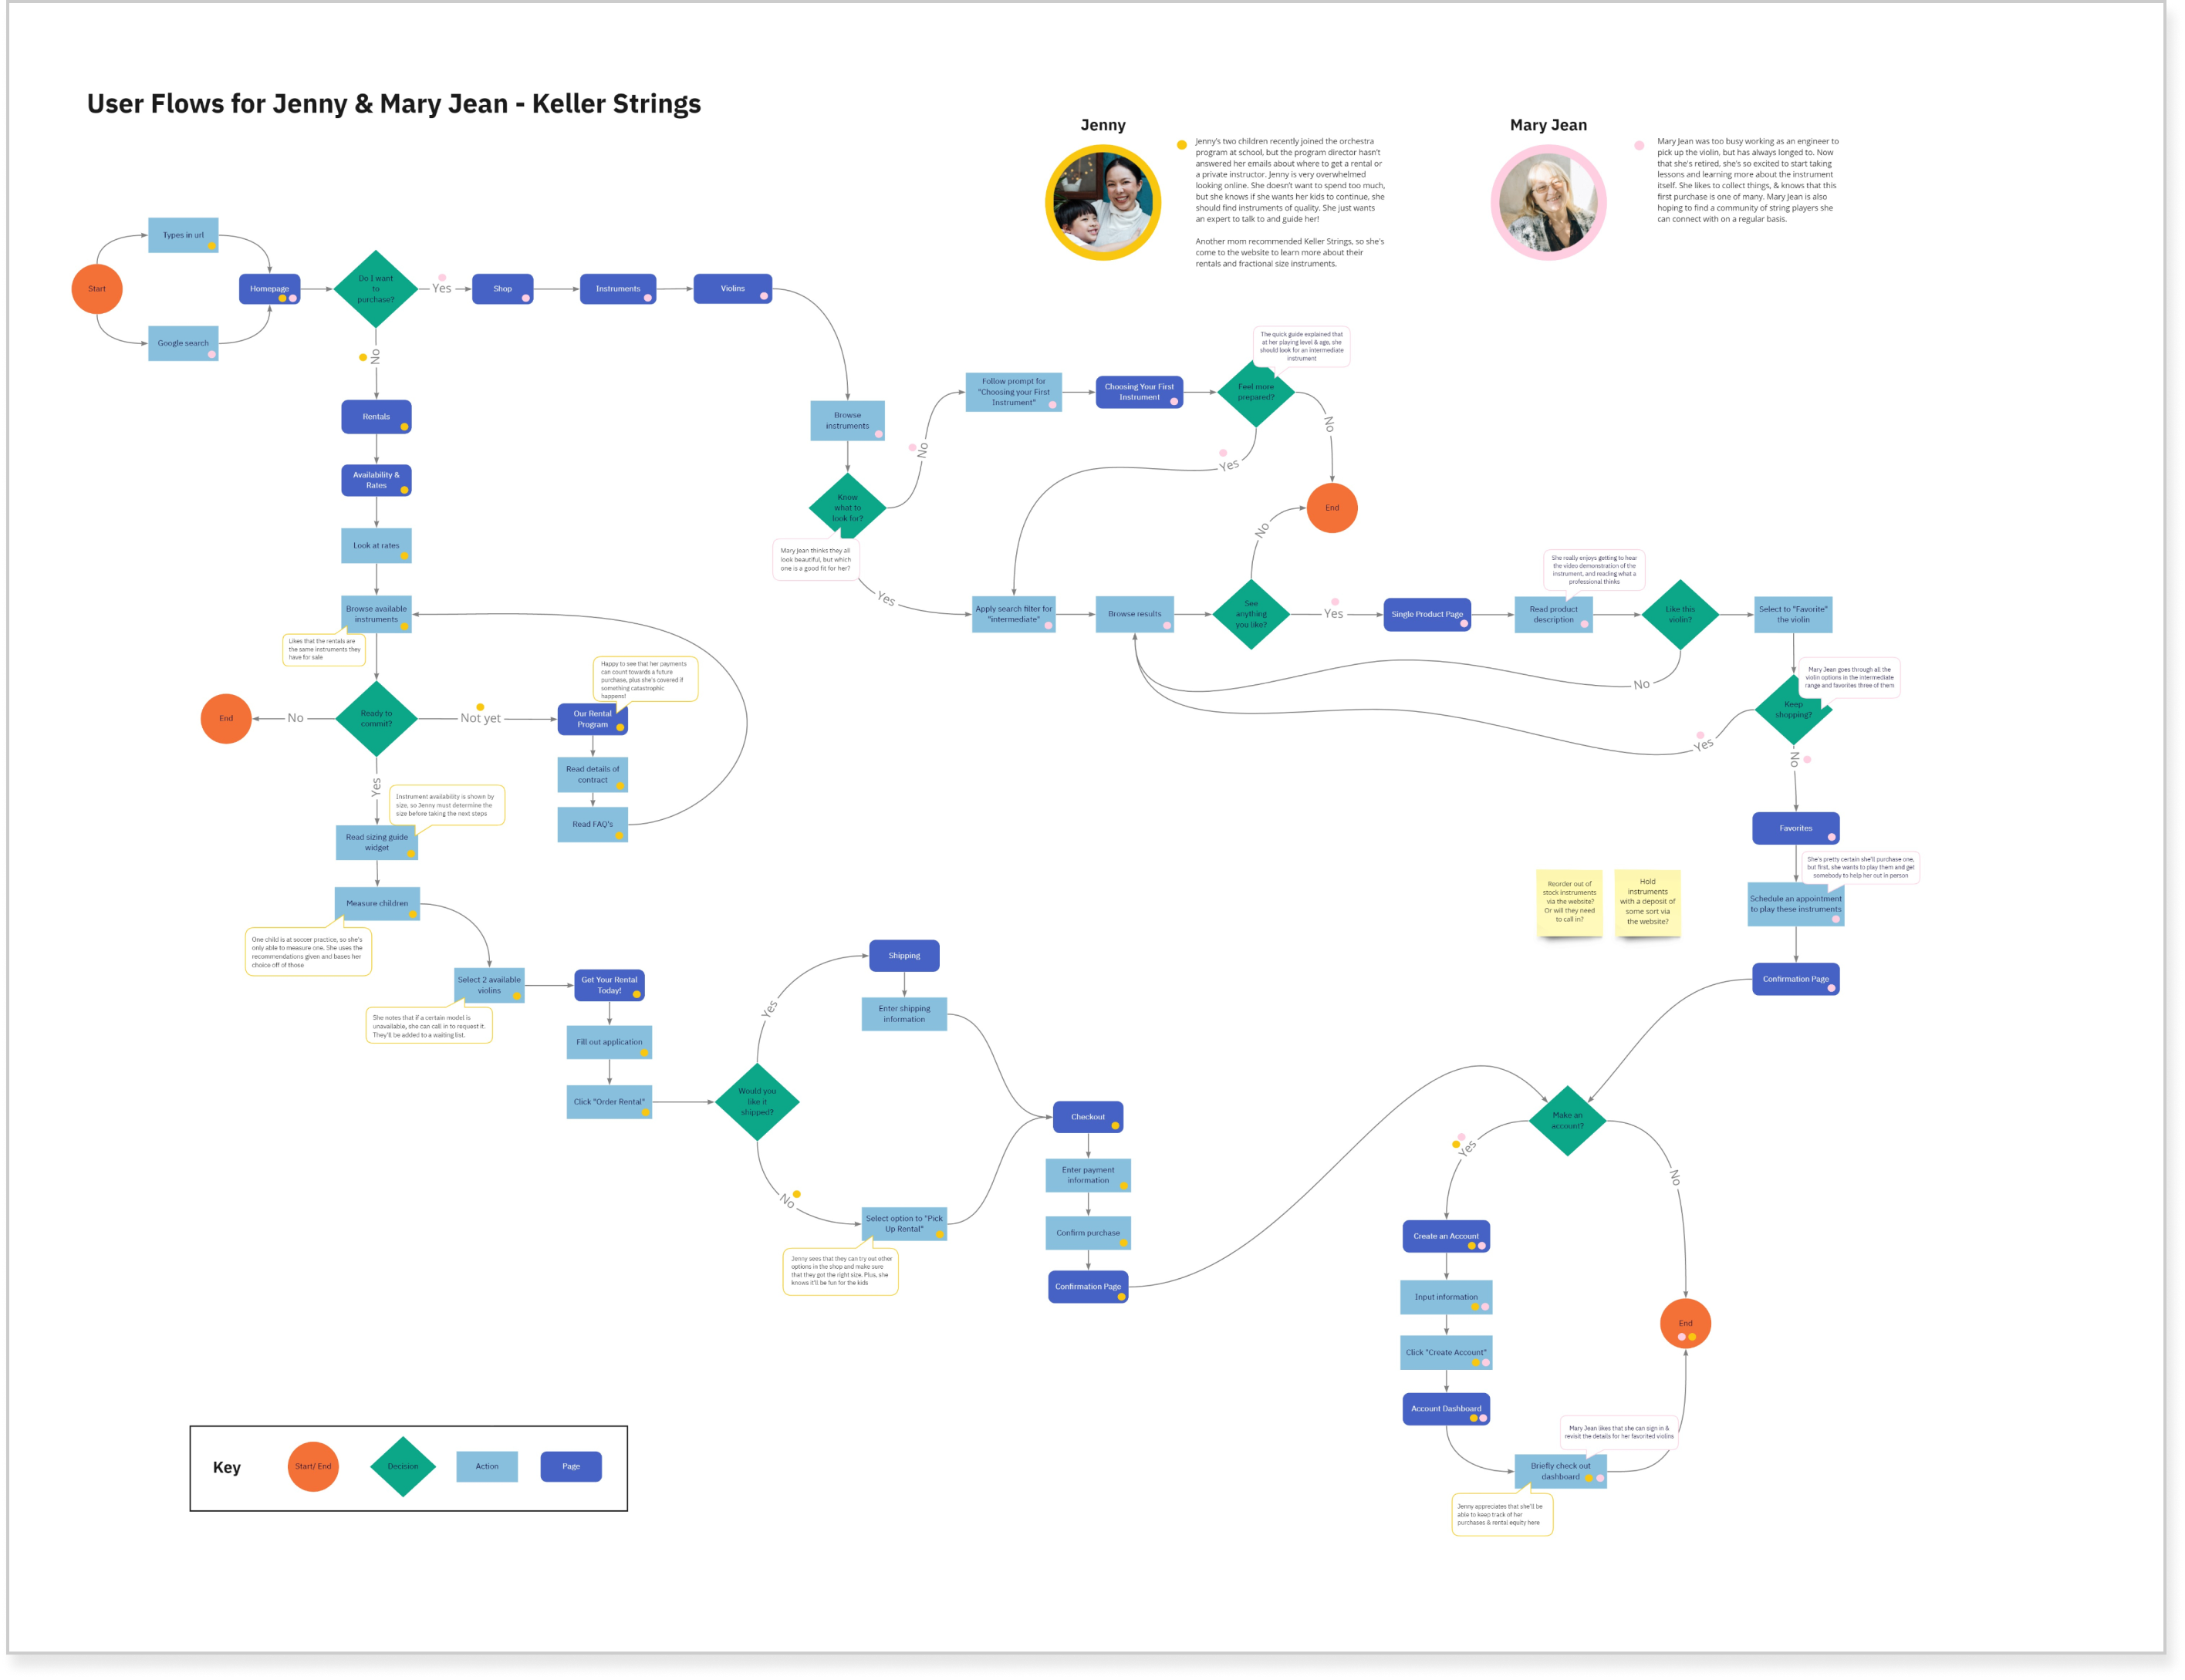 User Flows for Jenny & Mary Jean - Keller Strings
Jenny
Jenny's two children recently joined the orchestra
program at school, but the program director hasn't
answered her emails about where to get a rental or
a private instructor. Jenny is very overwhelmed
looking online. She doesn't want to spend too much,
but she knows if she wants her kids to continue, she
should find instruments of quality. She just wants
an expert to talk to and guide her!
Another mom recommended Keller Strings, so she's
come to the website to learn more about their
rentals and fractional size instruments.
Mary Jean
Mary Jean was too busy working as an engineer to
pick up the violin, but has always longed to. Now
that she's retired, she's so excited to start taking
lessons and learning more about the instrument
itself. She likes to collect things, & knows that this
first purchase is one of many. Mary Jean is also
hoping to find a community of string players she
can connect with on a regular basis.
Start
Types in url
Google search
Homepage
Do I want
to
purchase?
Yes
Shop
Instruments
Violins
No
Rentals
Availability &
Rates
Look at rates
Browse available
instruments
Likes that the rentals are
the same instruments they
have for sale
Ready to
commit?
No
End
Not yet
Happy to see that her payments
can count towards a future
purchase, plus she's covered if
something catastrophic
happens!
Our Rental
Program
Read details of
contract
Read FAQ's
Yes
Instrument availability is shown by
size, so Jenny must determine the
size before taking the next steps
Read sizing guide
widget
Measure children
One child is at soccer practice, so she's
only able to measure one. She uses the
recommendations given and bases her
choice off of those
Select 2 available
violins
She notes that if a certain model is
unavailable, she can call in to request it.
They'll be added to a waiting list.
Get Your Rental
Today!
Fill out application
Click "Order Rental"
Would you
like it
shipped?
Yes
Shipping
Enter shipping
information
No
Select option to "Pick
Up Rental"
Jenny sees that they can try out other
options in the shop and make sure
that they got the right size. Plus, she
knows it'll be fun for the kids
Checkout
Enter payment
information
Confirm purchase
Confirmation Page
Browse
instruments
Know
what to
look for?
Mary Jean thinks they all
look beautiful, but which
one is a good fit for her?
No
Follow prompt for
"Choosing your First
Instrument"
Choosing Your First
Instrument
The quick guide explained that
at her playing level & age, she
should look for an intermediate
instrument
Feel more
prepared?
No
Yes
End
Yes
Apply search filter for
"intermediate"
Browse results
See
anything
you like?
No
Yes
Single Product Page
She really enjoys getting to hear
the video demonstration of the
instrument, and reading what a
professional thinks
Read product
description
Like this
violin?
No
Select to "Favorite"
the violin
Mary Jean goes through all the
violin options in the intermediate
range and favorites three of them
Keep
shopping?
Yes
No
Favorites
She's pretty certain she'll purchase one,
but first, she wants to play them and get
somebody to help her out in person
Schedule an appointment
to play these instruments
Confirmation Page
Reorder out of
stock instruments
via the website?
Or will they need
to call in?
Hold
instruments
with a deposit of
some sort via
the website?
Make an
account?
Yes
No
Create an Account
Input information
Click "Create Account"
Account Dashboard
Mary Jean likes that she can sign in &
revisit the details for her favorited violins
Briefly check out
dashboard
Jenny appreciates that she'll be
able to keep track of her
purchases & rental equity here
End
Key
Start/ End
Decision
Action
Page